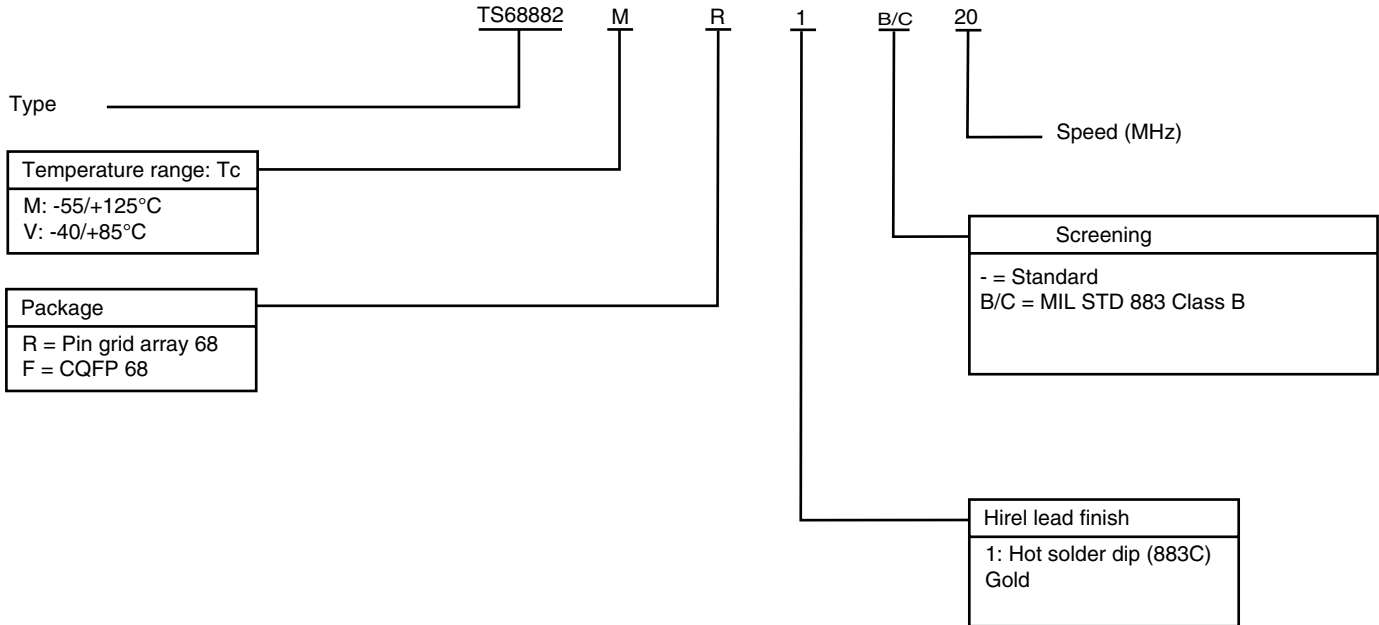 TS68882 M R 1 B/C 20
Type
Speed (MHz)
Temperature range: Tc
M: -55/+125°C
V: -40/+85°C
Screening
- = Standard
B/C = MIL STD 883 Class B
Package
R = Pin grid array 68
F = CQFP 68
Hirel lead finish
1: Hot solder dip (883C)
Gold